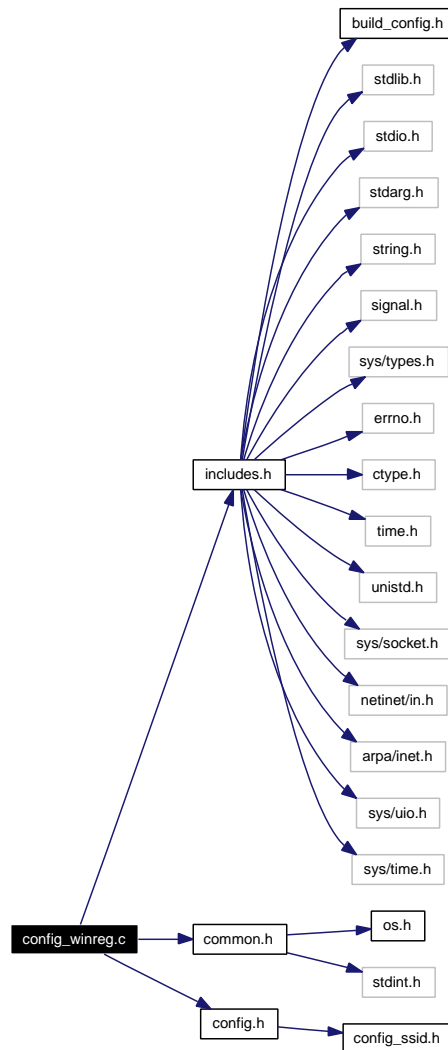 build_config.h
stdlib.h
stdio.h
stdarg.h
string.h
signal.h
sys/types.h
errno.h
includes.h
ctype.h
time.h
unistd.h
sys/socket.h
netinet/in.h
arpa/inet.h
sys/uio.h
sys/time.h
config_winreg.c
common.h
os.h
stdint.h
config.h
config_ssid.h